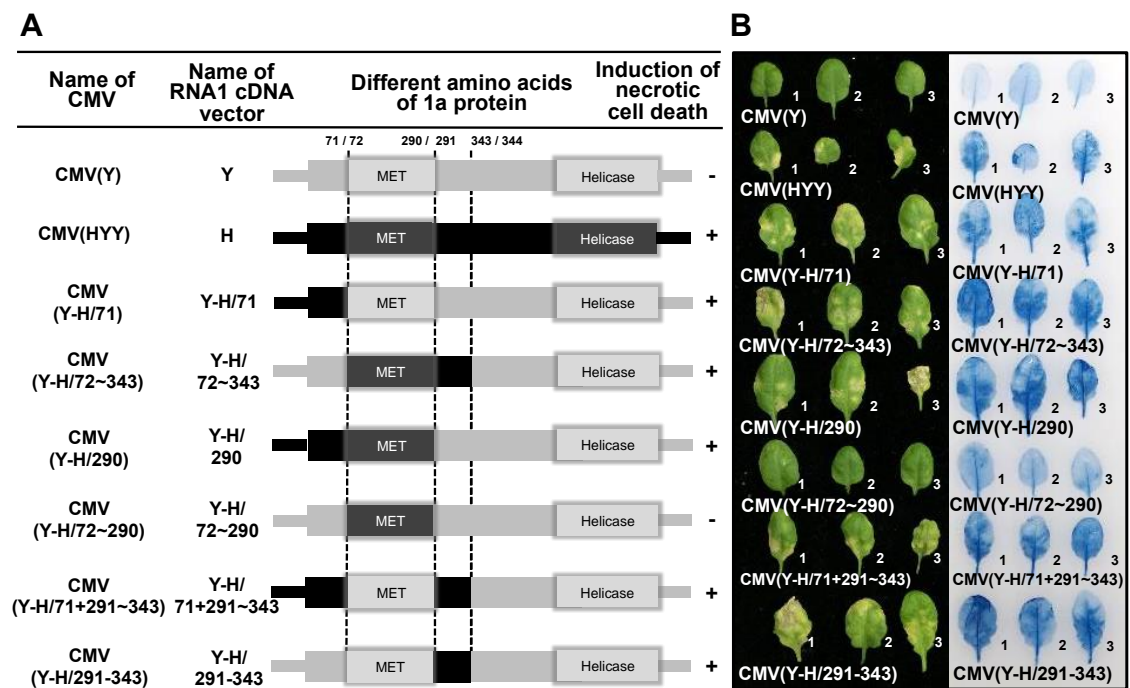 A
Name of
CMV
Name of
RNA1 cDNA
vector
Different amino acids
of 1a protein
Induction of
necrotic
cell death
71 / 72
290 / 291
343 / 344
CMV(Y)
Y
MET
Helicase
-
CMV(HYY)
H
MET
Helicase
+
CMV
(Y-H/71)
Y-H/71
MET
Helicase
+
CMV
(Y-H/72~343)
Y-H/
72~343
MET
Helicase
+
CMV
(Y-H/290)
Y-H/
290
MET
Helicase
+
CMV
(Y-H/72~290)
Y-H/
72~290
MET
Helicase
-
CMV
(Y-H/71+291~343)
Y-H/
71+291~343
MET
Helicase
+
CMV
(Y-H/291-343)
Y-H/
291-343
MET
Helicase
+
B
1 2 3
CMV(Y)
1 2 3
CMV(HYY)
1 2 3
CMV(Y-H/71)
1 2 3
CMV(Y-H/72~343)
1 2 3
CMV(Y-H/290)
1 2 3
CMV(Y-H/72~290)
1 2 3
CMV(Y-H/71+291~343)
1 2 3
CMV(Y-H/291-343)
1 2 3
CMV(Y)
1 2 3
CMV(HYY)
1 2 3
CMV(Y-H/71)
1 2 3
CMV(Y-H/72~343)
1 2 3
CMV(Y-H/290)
1 2 3
CMV(Y-H/72~290)
1 2 3
CMV(Y-H/71+291~343)
1 2 3
CMV(Y-H/291-343)